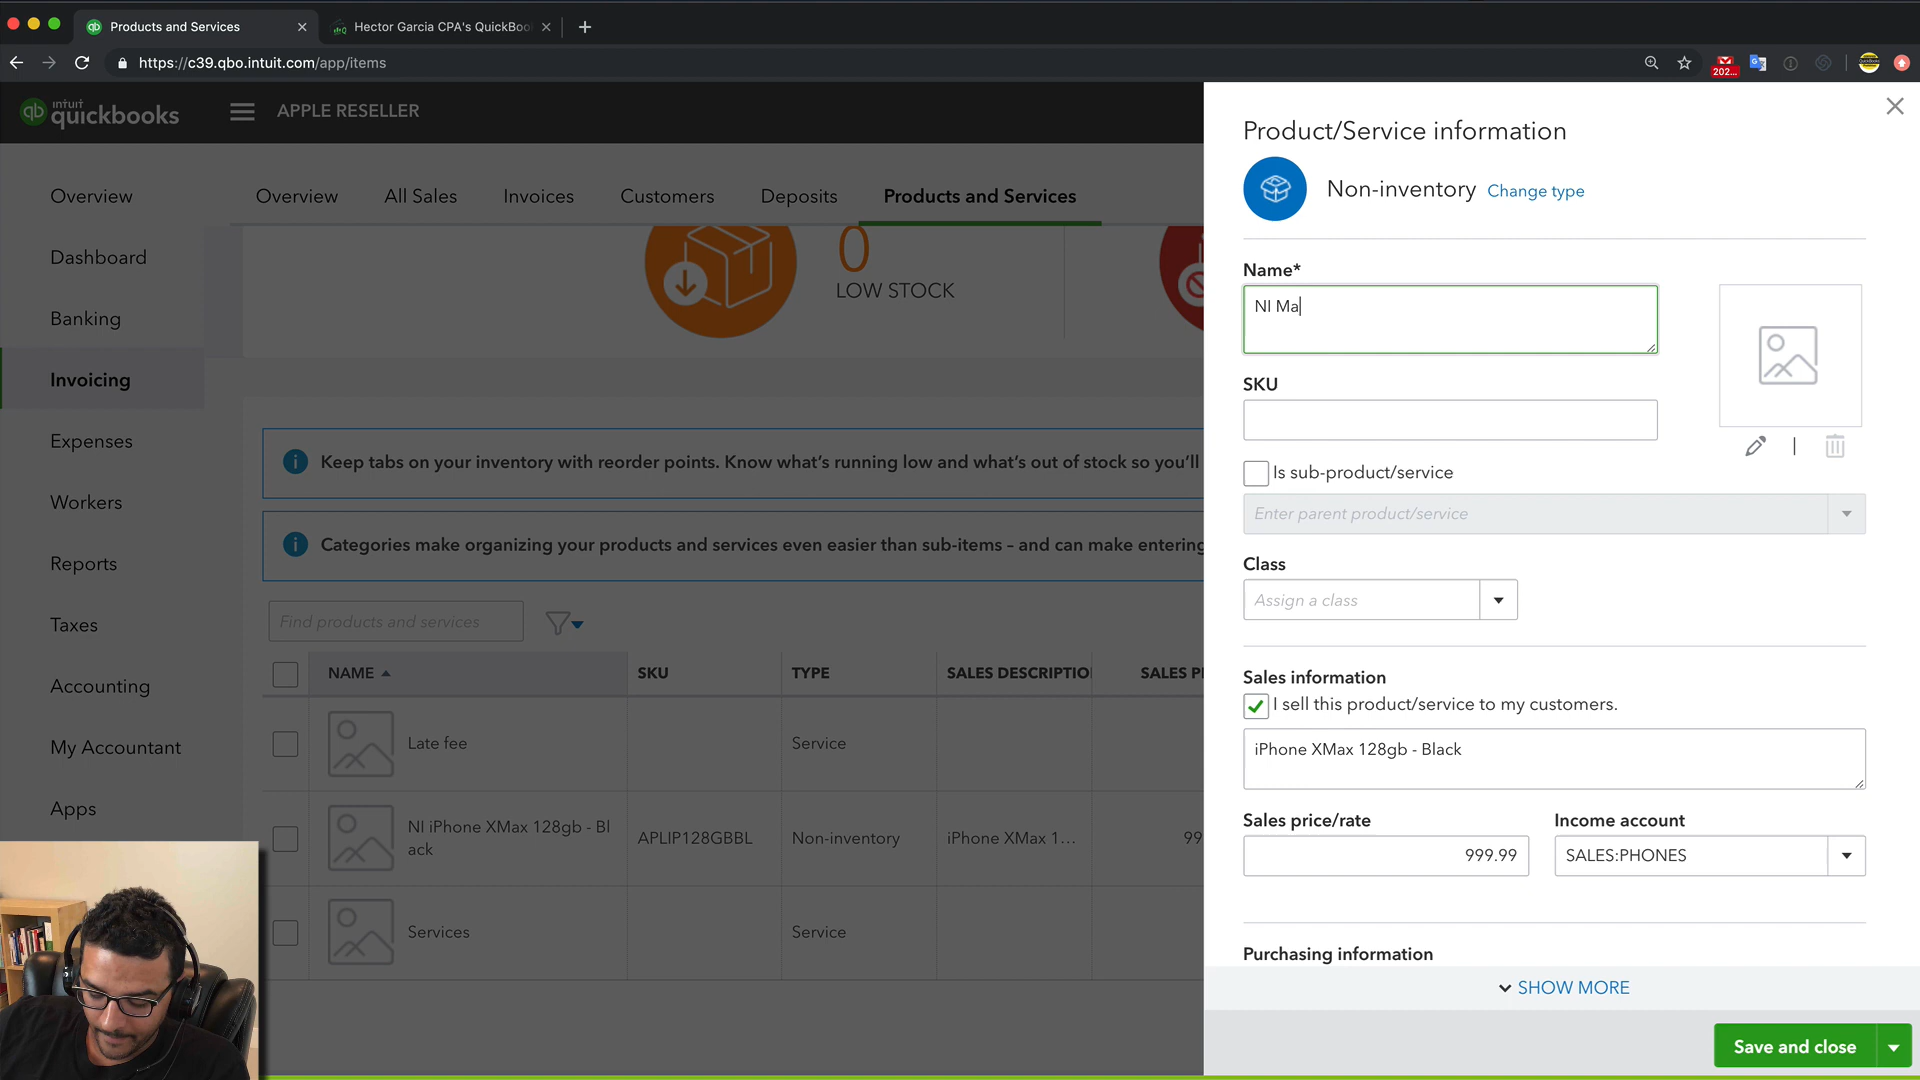 Products and Services
Hector Garcia CPA's QuickBoo
https://c39.qbo.intuit.com/app/items
202...
intuit
quickbooks
APPLE RESELLER
Overview
Dashboard
Banking
Invoicing
Expenses
Workers
Reports
Taxes
Accounting
My Accountant
Apps
Overview
All Sales
Invoices
Customers
Deposits
Products and Services
0
LOW STOCK
Keep tabs on your inventory with reorder points. Know what's running low and what's out of stock so you'll
Categories make organizing your products and services even easier than sub-items – and can make entering
Find products and services
NAME SKU TYPE SALES DESCRIPTIO SALES P
Late fee Service
NI iPhone XMax 128gb - Bl
ack
APLIP128GBBL Non-inventory iPhone XMax 1... 99
Services Service
Product/Service information
Non-inventory Change type
Name*
NI Ma
SKU
Is sub-product/service
Enter parent product/service
Class
Assign a class
Sales information
I sell this product/service to my customers.
iPhone XMax 128gb - Black
Sales price/rate Income account
999.99 SALES:PHONES
Purchasing information
SHOW MORE
Save and close